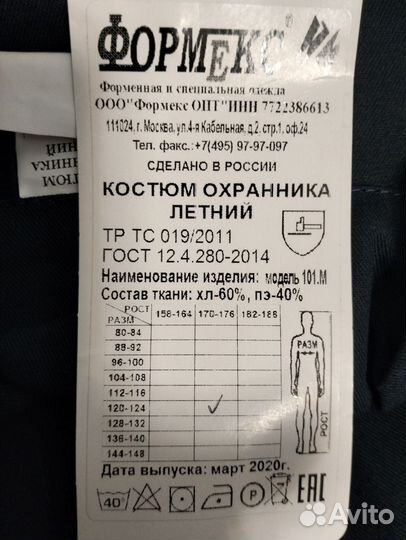 ФОРМЕКС
Форменная и специальная одежда
ООО"Формекс ОПТ"ИНН 7722386613
111024, г. Москва, ул.4-я Кабельная, д.2, стр.1, оф.24
Тел. факс.:+7(495) 97-97-097
СДЕЛАНО В РОССИИ
КОСТЮМ ОХРАННИКА
ЛЕТНИЙ
ТР ТС 019/2011
ГОСТ 12.4.280-2014
Наименование изделия: модель 101.М
Состав ткани: хл-60%, пэ-40%
РОСТ 158-164 170-176 182-188
РАЗМ
80-84
88-92
96-100
104-108
112-116
120-124
128-132
136-140
144-148
РАЗМ
РОСТ
Дата выпуска: март 2020г.
40° Р EAC
Avito